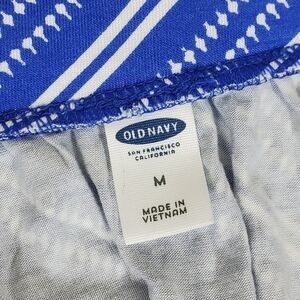 OLD NAVY
SAN FRANCISCO
CALIFORNIA
M
MADE IN
VIETNAM